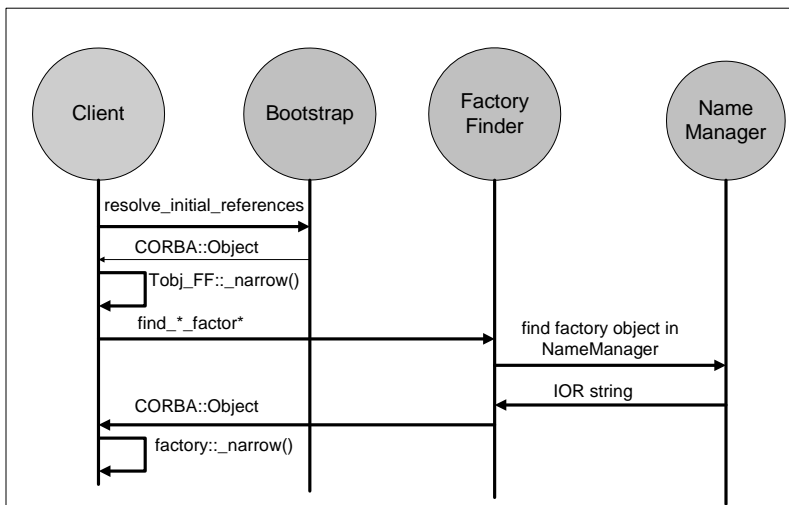 Client
Bootstrap
Factory
Finder
Name
Manager
resolve_initial_references
CORBA::Object
Tobj_FF::_narrow()
find_*_factor*
find factory object in
NameManager
IOR string
CORBA::Object
factory::_narrow()